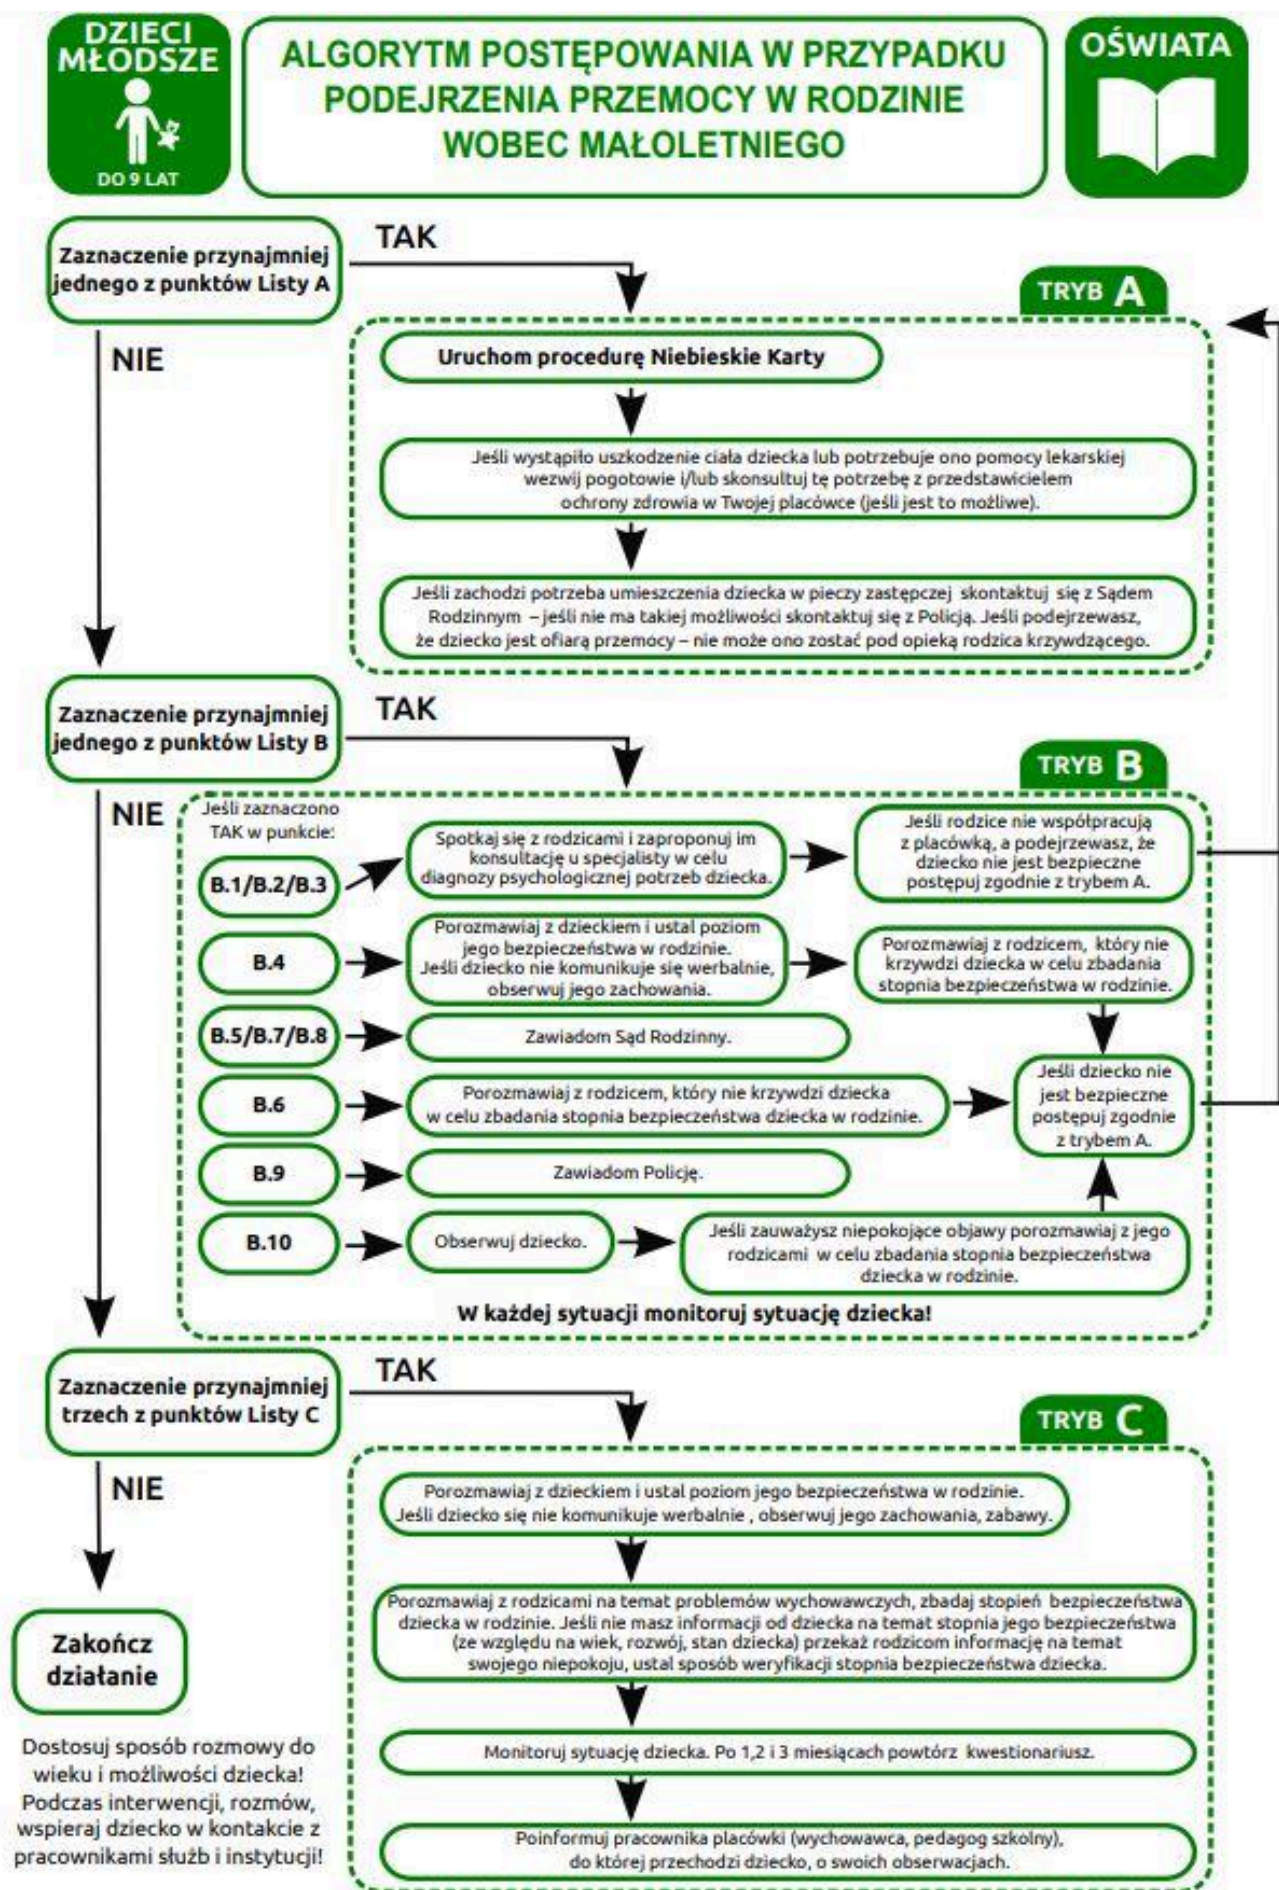 DZIECI
MŁODSZE
DO 9 LAT
ALGORYTM POSTĘPOWANIA W PRZYPADKU
PODEJRZENIA PRZEMOCY W RODZINIE
WOBEC MAŁOLETNIEGO
OŚWIATA
Zaznaczenie przynajmniej
jednego z punktów Listy A
TAK
NIE
TRYB A
Uruchom procedurę Niebieskie Karty
Jeśli wystąpiło uszkodzenie ciała dziecka lub potrzebuje ono pomocy lekarskiej
wezwij pogotowie i/lub skonsultuj tę potrzebę z przedstawicielem
ochrony zdrowia w Twojej placówce (jeśli jest to możliwe).
Jeśli zachodzi potrzeba umieszczenia dziecka w pieczy zastępczej skontaktuj się z Sądem
Rodzinnym – jeśli nie ma takiej możliwości skontaktuj się z Policją. Jeśli podejrzewasz,
że dziecko jest ofiarą przemocy – nie może ono zostać pod opieką rodzica krzywdzącego.
Zaznaczenie przynajmniej
jednego z punktów Listy B
TAK
NIE
TRYB B
Jeśli zaznaczono
TAK w punkcie:
B.1/B.2/B.3
Spotkaj się z rodzicami i zaproponuj im
konsultację u specjalisty w celu
diagnozy psychologicznej potrzeb dziecka.
Jeśli rodzice nie współpracują
z placówką, a podejrzewasz, że
dziecko nie jest bezpieczne
postępuj zgodnie z trybem A.
B.4
Porozmawiaj z dzieckiem i ustal poziom
jego bezpieczeństwa w rodzinie.
Jeśli dziecko nie komunikuje się werbalnie,
obserwuj jego zachowania.
Porozmawiaj z rodzicem, który nie
krzywdzi dziecka w celu zbadania
stopnia bezpieczeństwa w rodzinie.
B.5/B.7/B.8
Zawiadom Sąd Rodzinny.
B.6
Porozmawiaj z rodzicem, który nie krzywdzi dziecka
w celu zbadania stopnia bezpieczeństwa dziecka w rodzinie.
Jeśli dziecko nie
jest bezpieczne
postępuj zgodnie
z trybem A.
B.9
Zawiadom Policję.
B.10
Obserwuj dziecko.
Jeśli zauważysz niepokojące objawy porozmawiaj z jego
rodzicami w celu zbadania stopnia bezpieczeństwa
dziecka w rodzinie.
W każdej sytuacji monitoruj sytuację dziecka!
Zaznaczenie przynajmniej
trzech z punktów Listy C
TAK
NIE
TRYB C
Porozmawiaj z dzieckiem i ustal poziom jego bezpieczeństwa w rodzinie.
Jeśli dziecko się nie komunikuje werbalnie , obserwuj jego zachowania, zabawy.
Porozmawiaj z rodzicami na temat problemów wychowawczych, zbadaj stopień bezpieczeństwa
dziecka w rodzinie. Jeśli nie masz informacji od dziecka na temat stopnia jego bezpieczeństwa
(ze względu na wiek, rozwój, stan dziecka) przekaż rodzicom informację na temat
swojego niepokoju, ustal sposób weryfikacji stopnia bezpieczeństwa dziecka.
Monitoruj sytuację dziecka. Po 1,2 i 3 miesiącach powtórz kwestionariusz.
Poinformuj pracownika placówki (wychowawca, pedagog szkolny),
do której przechodzi dziecko, o swoich obserwacjach.
Zakończ
działanie
Dostosuj sposób rozmowy do
wieku i możliwości dziecka!
Podczas interwencji, rozmów,
wspieraj dziecko w kontakcie z
pracownikami służb i instytucji!